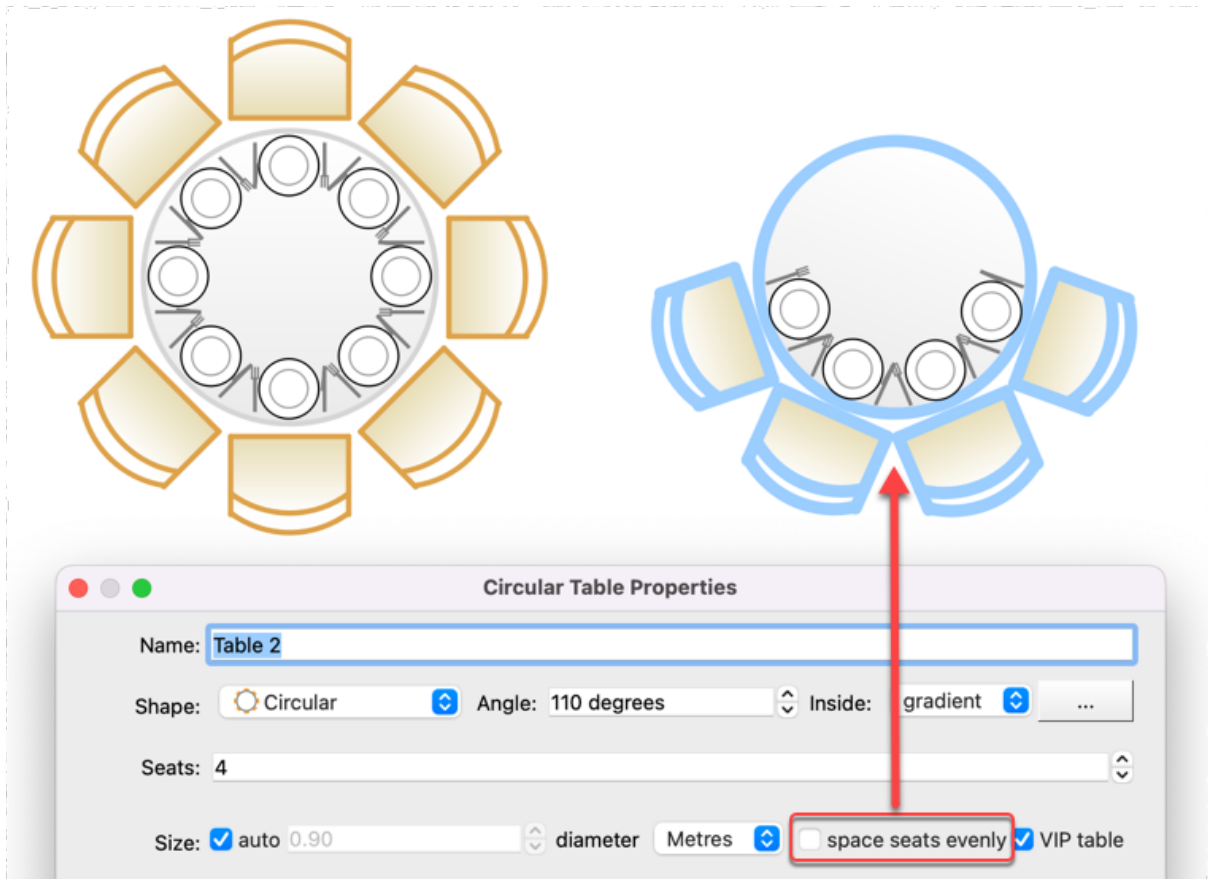 Circular Table Properties
Name: Table 2
Shape: Circular Angle: 110 degrees Inside: gradient ...
Seats: 4
Size: auto 0.90 diameter Metres space seats evenly VIP table